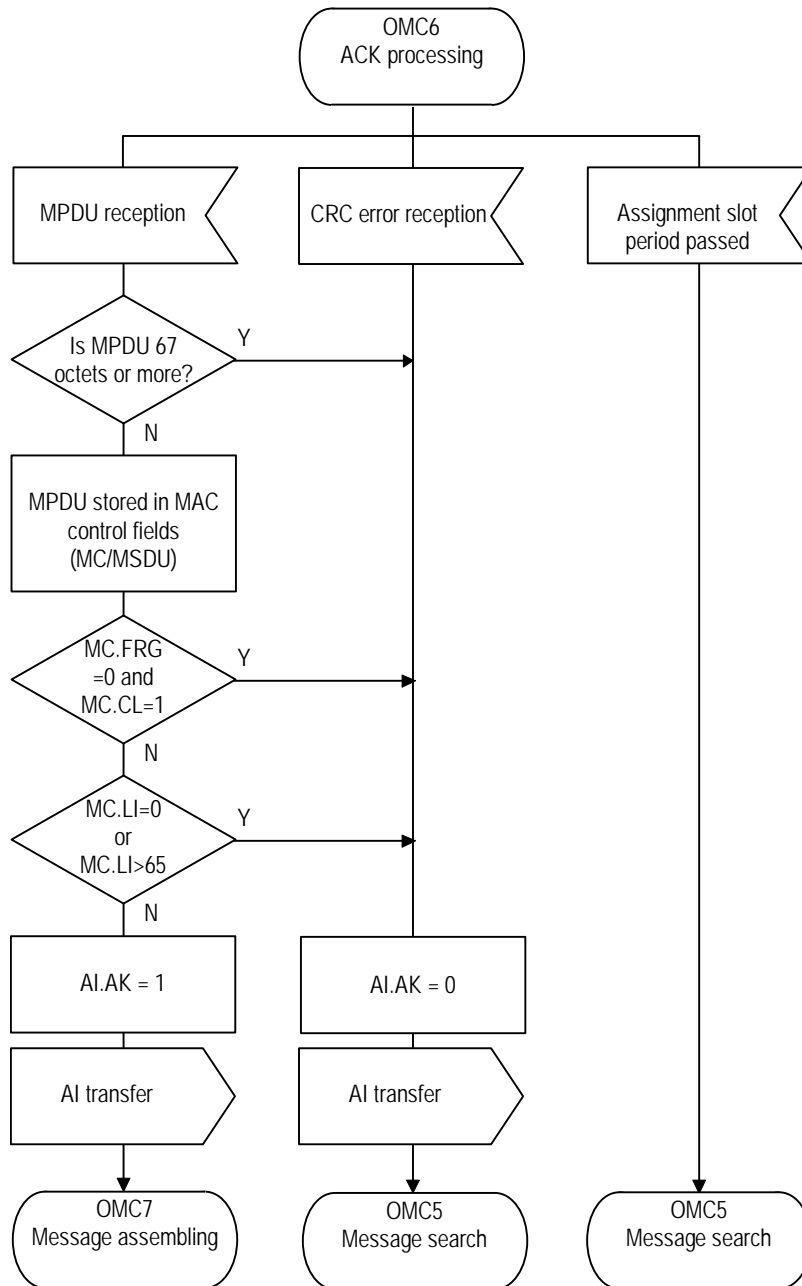 OMC6
ACK processing
MPDU reception
CRC error reception
Assignment slot
period passed
Is MPDU 67
octets or more?
Y
N
MPDU stored in MAC
control fields
(MC/MSDU)
MC.FRG
=0 and
MC.CL=1
Y
N
MC.LI=0
or
MC.LI>65
Y
N
AI.AK = 1
AI.AK = 0
AI transfer
AI transfer
OMC7
Message assembling
OMC5
Message search
OMC5
Message search